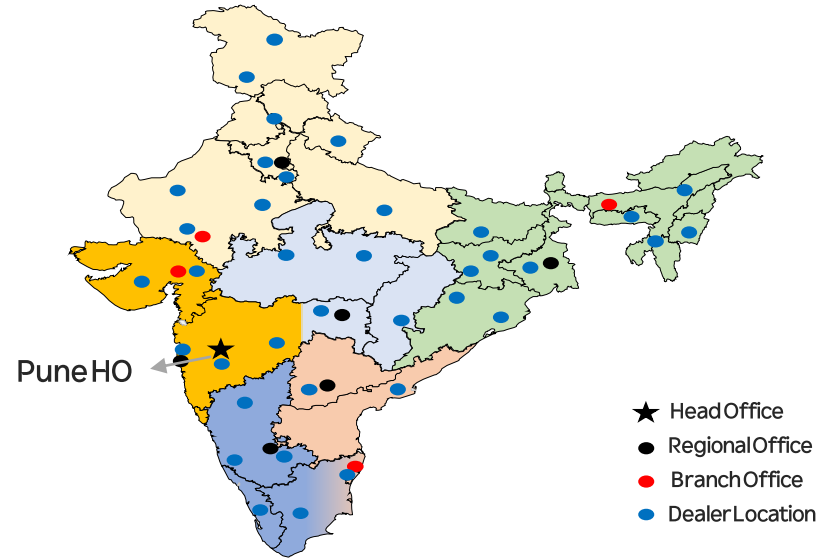 Pune HO
Head Office
Regional Office
Branch Office
Dealer Location